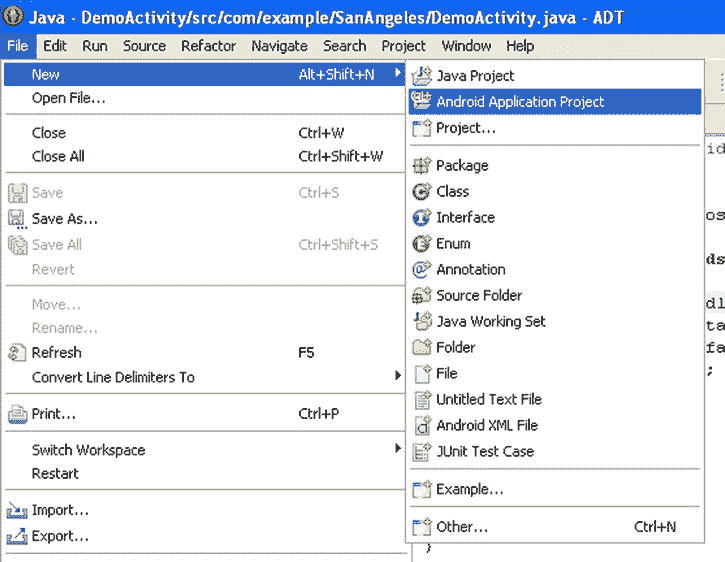 Java - DemoActivity/src/com/example/SanAngeles/DemoActivity.java - ADT
File Edit Run Source Refactor Navigate Search Project Window Help
New Alt+Shift+N
Open File...
Close Ctrl+W
Close All Ctrl+Shift+W
Save Ctrl+S
Save As...
Save All Ctrl+Shift+S
Revert
Move...
Rename...
Refresh F5
Convert Line Delimiters To
Print... Ctrl+P
Switch Workspace
Restart
Import...
Export...
Java Project
Android Application Project
Project...
Package
Class
Interface
Enum
Annotation
Source Folder
Java Working Set
Folder
File
Untitled Text File
Android XML File
JUnit Test Case
Example...
Other... Ctrl+N
id
os
ds
dl
ta
fa
;
}